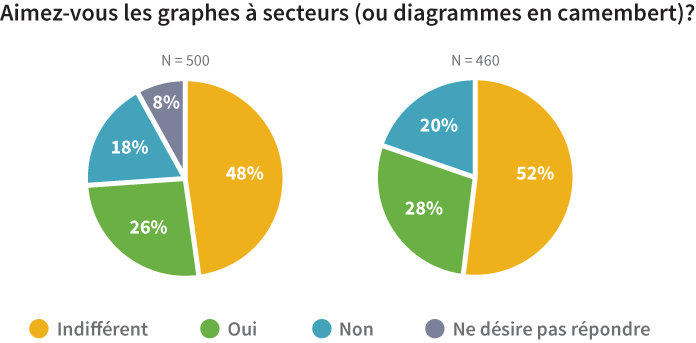 Aimez-vous les graphes à secteurs (ou diagrammes en camembert)?
N = 500
N = 460
8%
18%
48%
26%
20%
52%
28%
Indifférent
Oui
Non
Ne désire pas répondre